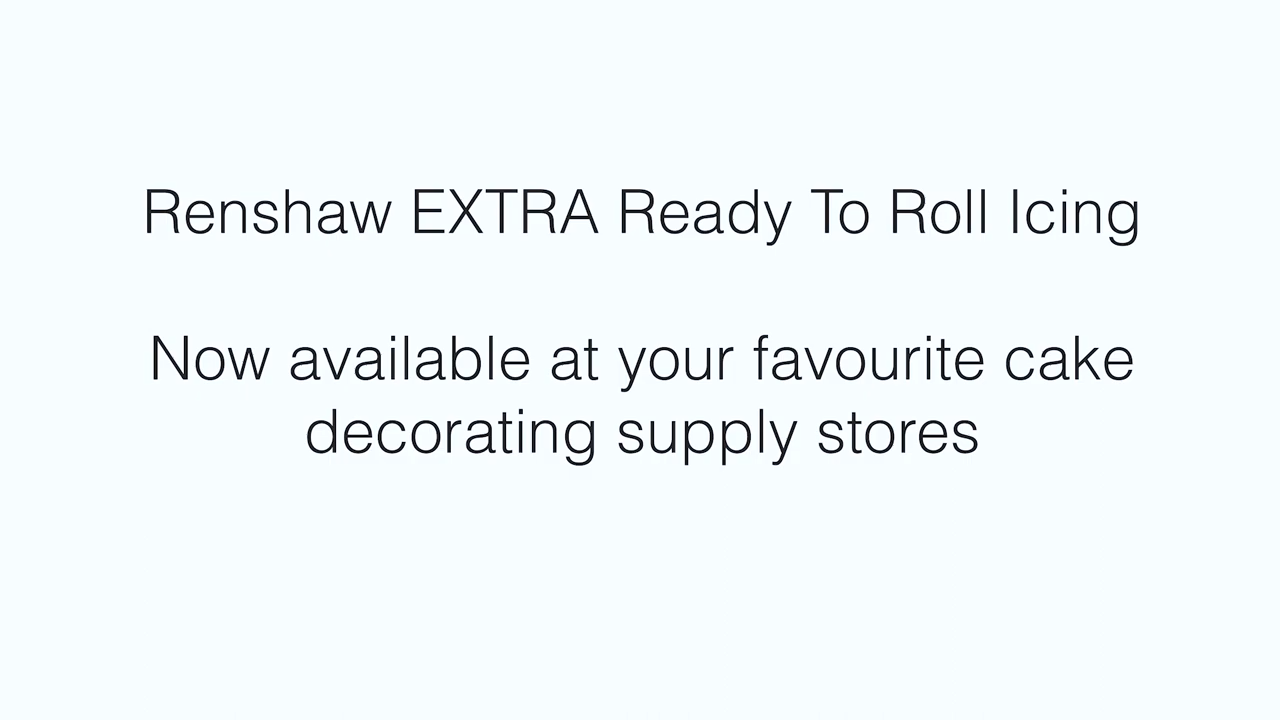 Renshaw EXTRA Ready To Roll Icing
Now available at your favourite cake
decorating supply stores